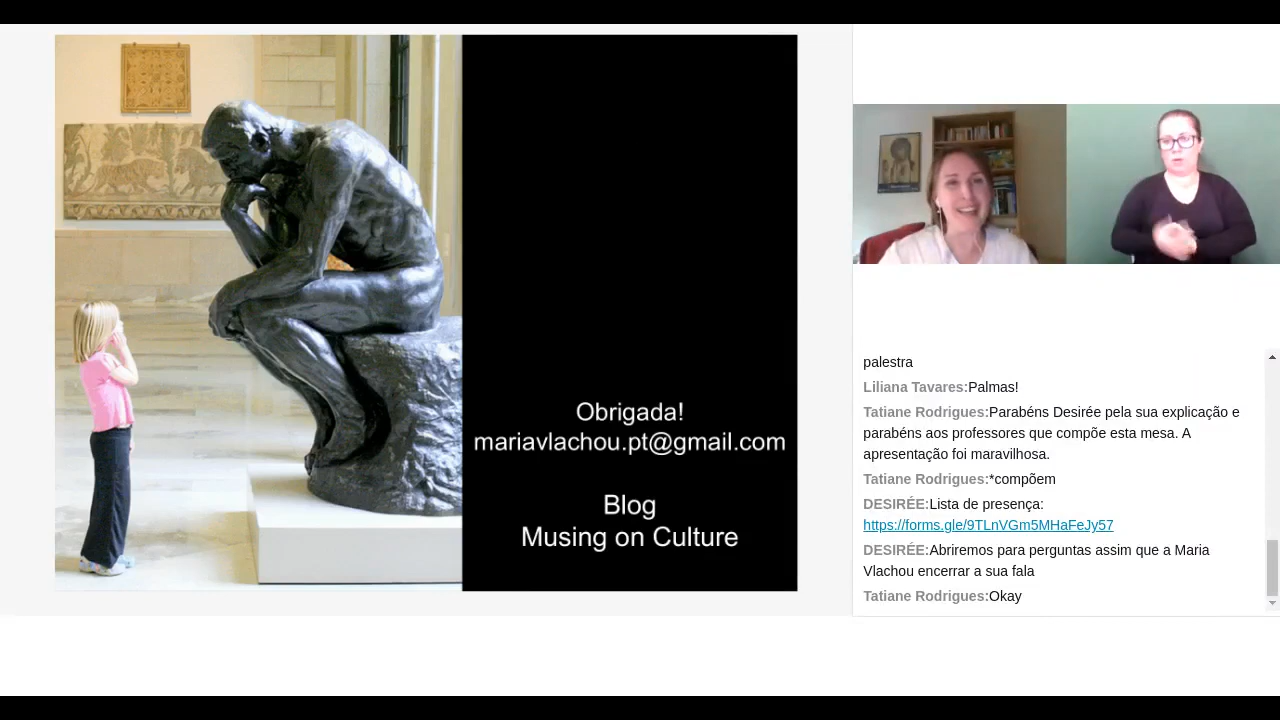 Obrigada!
mariavlachou.pt@gmail.com
Blog
Musing on Culture
palestra
Liliana Tavares:Palmas!
Tatiane Rodrigues:Parabéns Desirée pela sua explicação e
parabéns aos professores que compõe esta mesa. A
apresentação foi maravilhosa.
Tatiane Rodrigues:*compõem
DESIRÉE:Lista de presença:
https://forms.gle/9TLnVGm5MHaFeJy57
DESIRÉE:Abriremos para perguntas assim que a Maria
Vlachou encerrar a sua fala
Tatiane Rodrigues:Okay